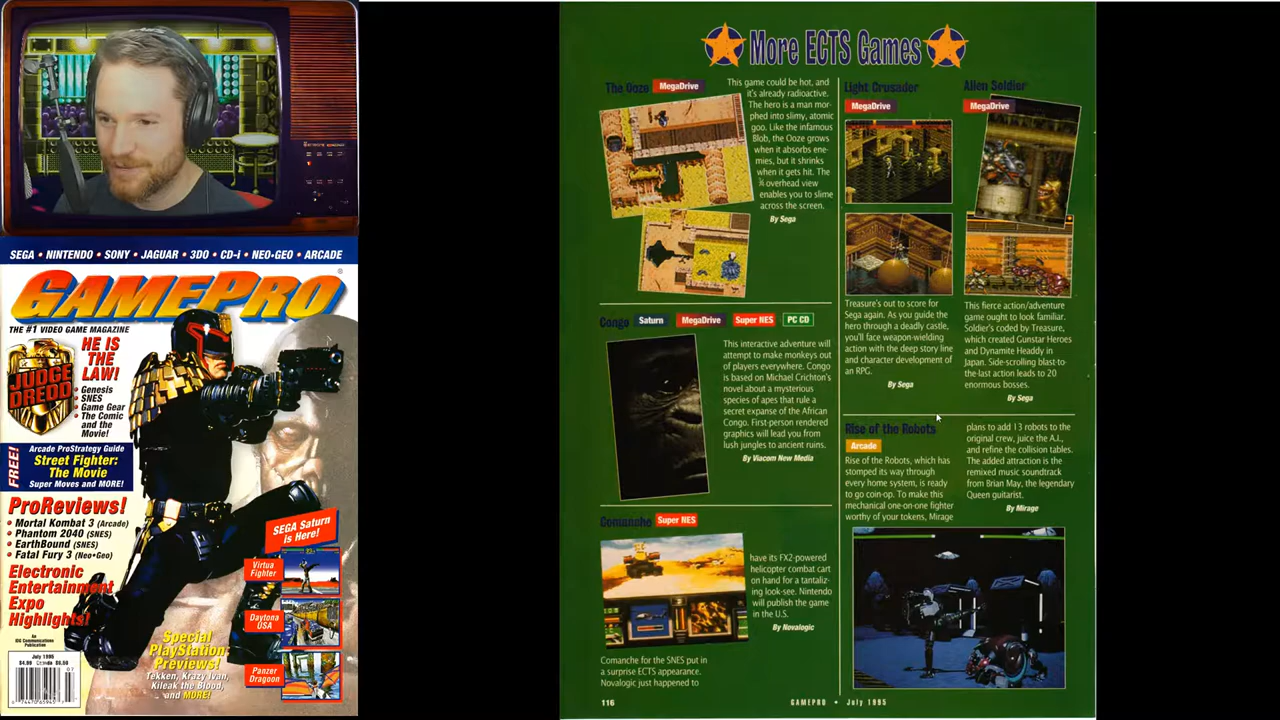 SEGA • NINTENDO • SONY • JAGUAR • 3DO • CD-i • NEO-GEO • ARCADE
GAMEPRO
THE #1 VIDEO GAME MAGAZINE
HE IS
THE
LAW!
JUDGE
DREDD
• Genesis
• SNES
• Game Gear
• The Comic
and the
Movie!
FREE!
Arcade ProStrategy Guide
Street Fighter:
The Movie
Super Moves and MORE!
ProReviews!
• Mortal Kombat 3 (Arcade)
• Phantom 2040 (SNES)
• EarthBound (SNES)
• Fatal Fury 3 (Neo•Geo)
Electronic
Entertainment
Expo
Highlights!
An
IDG Communications
Publication
July 1995
$4.99
SEGA Saturn
is Here!
Virtua
Fighter
Daytona
USA
Panzer
Dragoon
Special
PlayStation
Previews!
Tekken, Krazy Ivan,
Kileak the Blood,
and MORE!
More ECTS Games
The Ooze MegaDrive
This game could be hot, and
it's already radioactive.
The hero is a man mor-
phed into slimy, atomic
goo. Like the infamous
Blob, the Ooze grows
when it absorbs ene-
mies, but it shrinks
when it gets hit. The
overhead view
enables you to slime
across the screen.
By Sega
Congo Saturn MegaDrive Super NES PC CD
This interactive adventure will
attempt to make monkeys out
of players everywhere. Congo
is based on Michael Crichton's
novel about a mysterious
species of apes that rule a
secret expanse of the African
Congo. First-person rendered
graphics will lead you from
lush jungles to ancient ruins.
By Viacom New Media
Comanche Super NES
Comanche for the SNES put in
a surprise ECTS appearance.
Novalogic just happened to
have its FX2-powered
helicopter combat cart
on hand for a tantaliz-
ing look-see. Nintendo
will publish the game
in the U.S.
By Novalogic
Light Crusader
MegaDrive
Treasure's out to score for
Sega again. As you guide the
hero through a deadly castle,
you'll face weapon-wielding
action with the deep story line
and character development of
an RPG.
By Sega
Alien Soldier
MegaDrive
This fierce action/adventure
game ought to look familiar.
Soldier's coded by Treasure,
which created Gunstar Heroes
and Dynamite Headdy in
Japan. Side-scrolling blast-to-
the-last action leads to 20
enormous bosses.
By Sega
Rise of the Robots
Arcade
Rise of the Robots, which has
stomped its way through
every home system, is ready
to go coin-op. To make this
mechanical one-on-one fighter
worthy of your tokens, Mirage
plans to add 13 robots to the
original crew, juice the A.I.,
and refine the collision tables.
The added attraction is the
remixed music soundtrack
from Brian May, the legendary
Queen guitarist.
By Mirage
116
GAMEPRO • July 1995